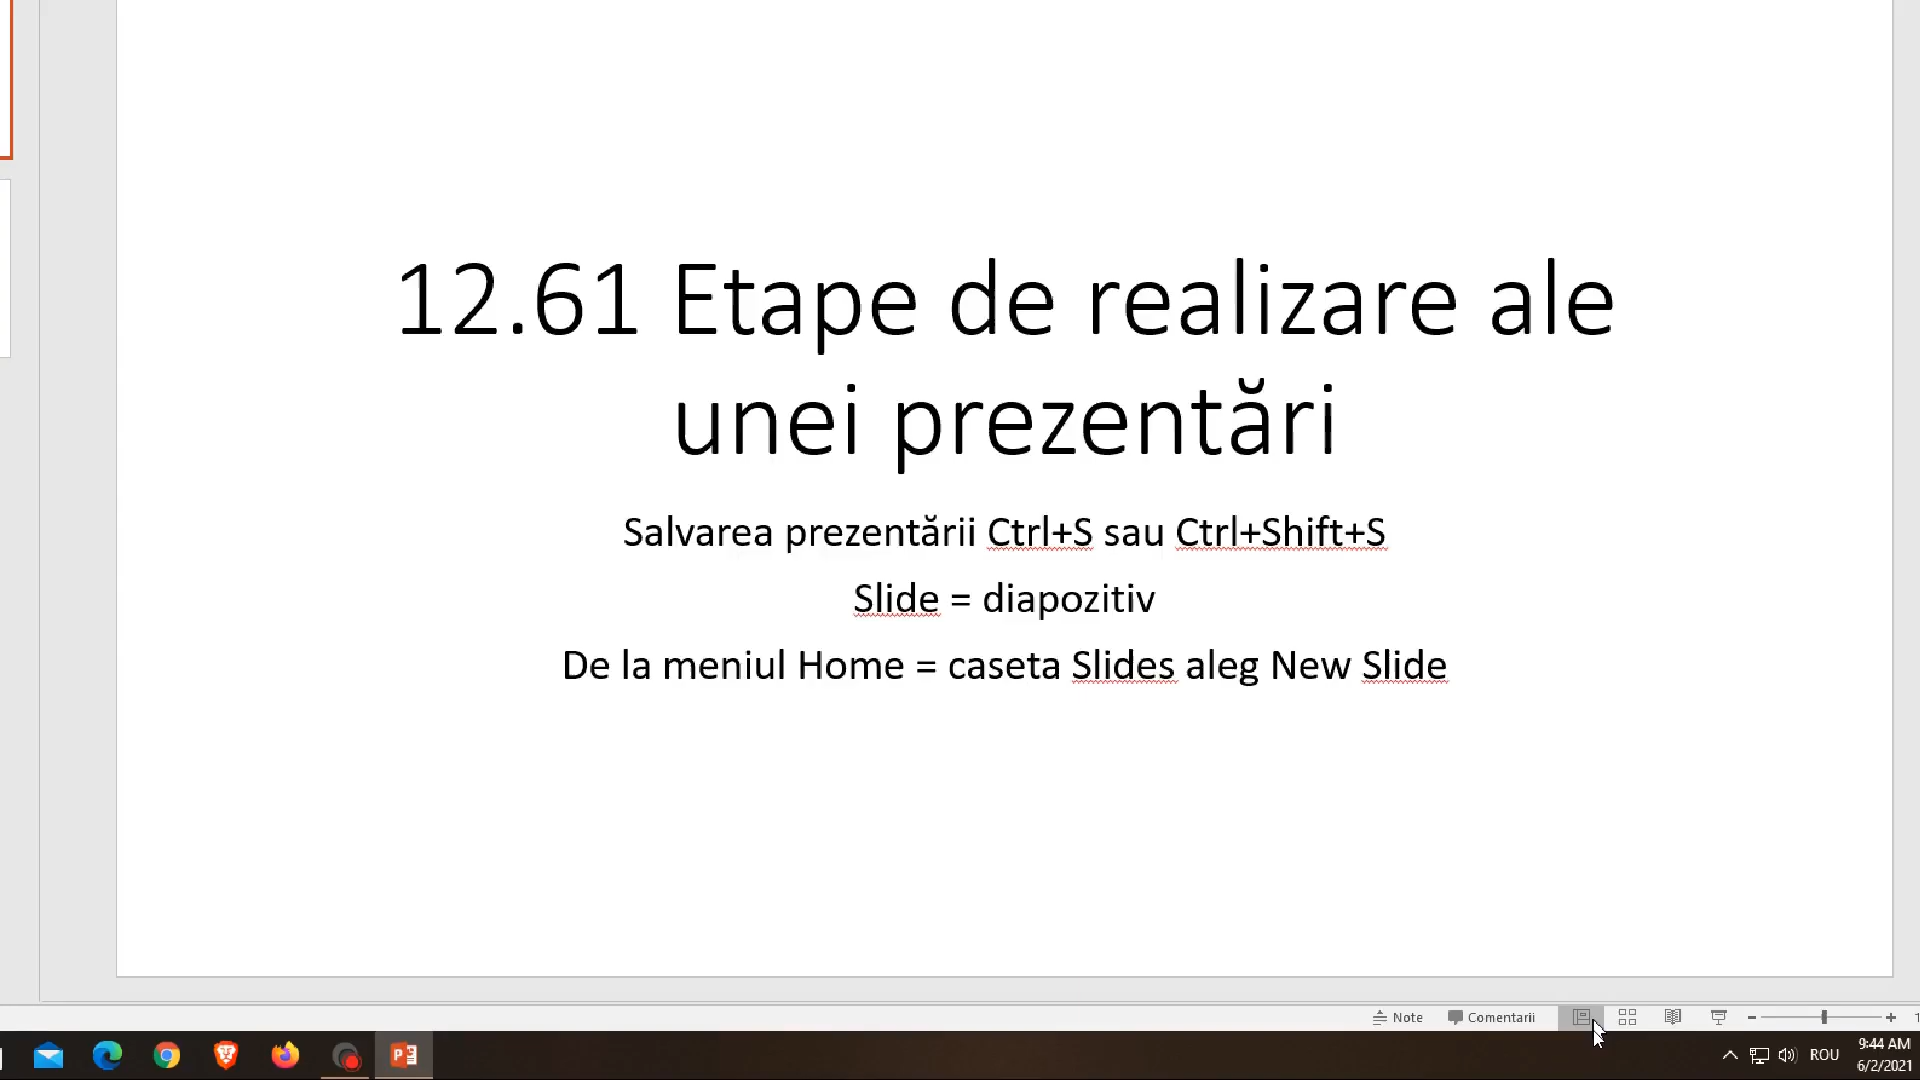 12.61 Etape de realizare ale
unei prezentări
Salvarea prezentării Ctrl+S sau Ctrl+Shift+S
Slide = diapozitiv
De la meniul Home = caseta Slides aleg New Slide
Note Comentarii
ROU 9:44 AM
6/2/2021